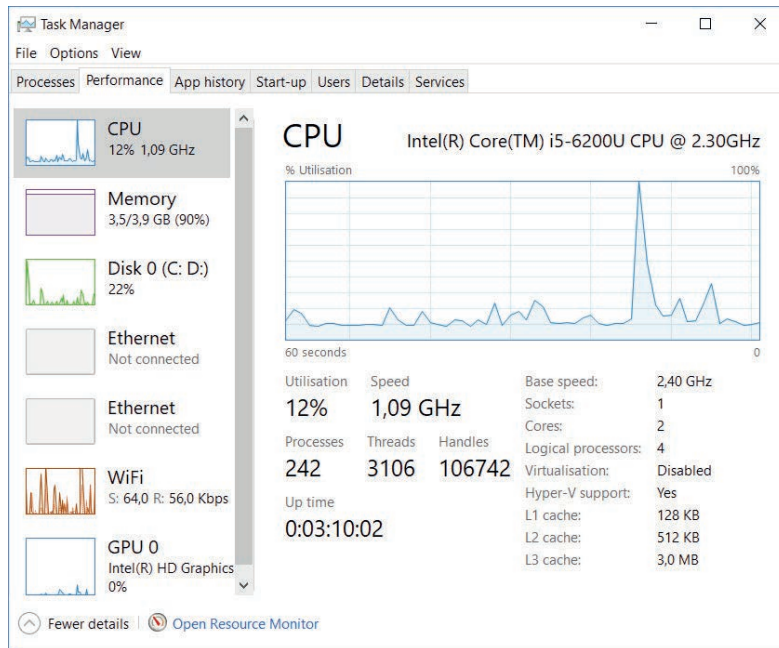 Task Manager
File Options View
Processes Performance App history Start-up Users Details Services
CPU
12% 1,09 GHz
Memory
3,5/3,9 GB (90%)
Disk 0 (C: D:)
22%
Ethernet
Not connected
Ethernet
Not connected
WiFi
S: 64,0 R: 56,0 Kbps
GPU 0
Intel(R) HD Graphics
0%
CPU Intel(R) Core(TM) i5-6200U CPU @ 2.30GHz
% Utilisation 100%
60 seconds 0
Utilisation Speed
12% 1,09 GHz
Processes Threads Handles
242 3106 106742
Up time
0:03:10:02
Base speed: 2,40 GHz
Sockets: 1
Cores: 2
Logical processors: 4
Virtualisation: Disabled
Hyper-V support: Yes
L1 cache: 128 KB
L2 cache: 512 KB
L3 cache: 3,0 MB
Fewer details Open Resource Monitor